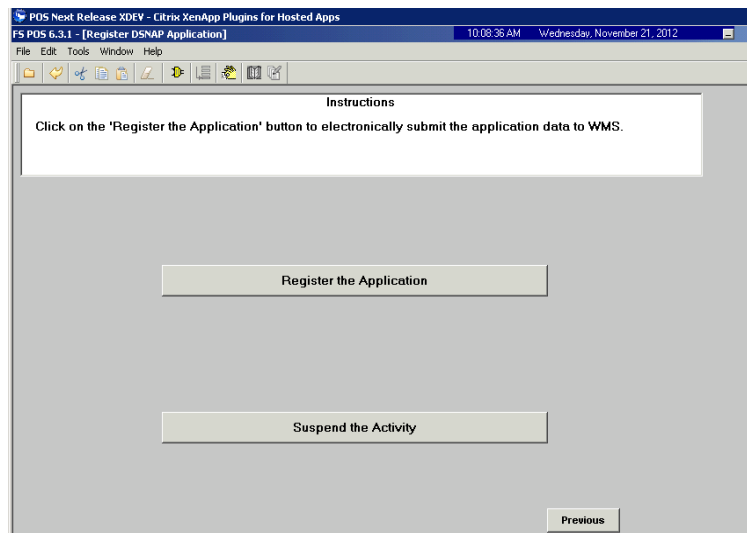 POS Next Release XDEV - Citrix XenApp Plugins for Hosted Apps
FS POS 6.3.1 - [Register DSNAP Application] 10:08:36 AM Wednesday, November 21, 2012
File Edit Tools Window Help
Instructions
Click on the 'Register the Application' button to electronically submit the application data to WMS.
Register the Application
Suspend the Activity
Previous